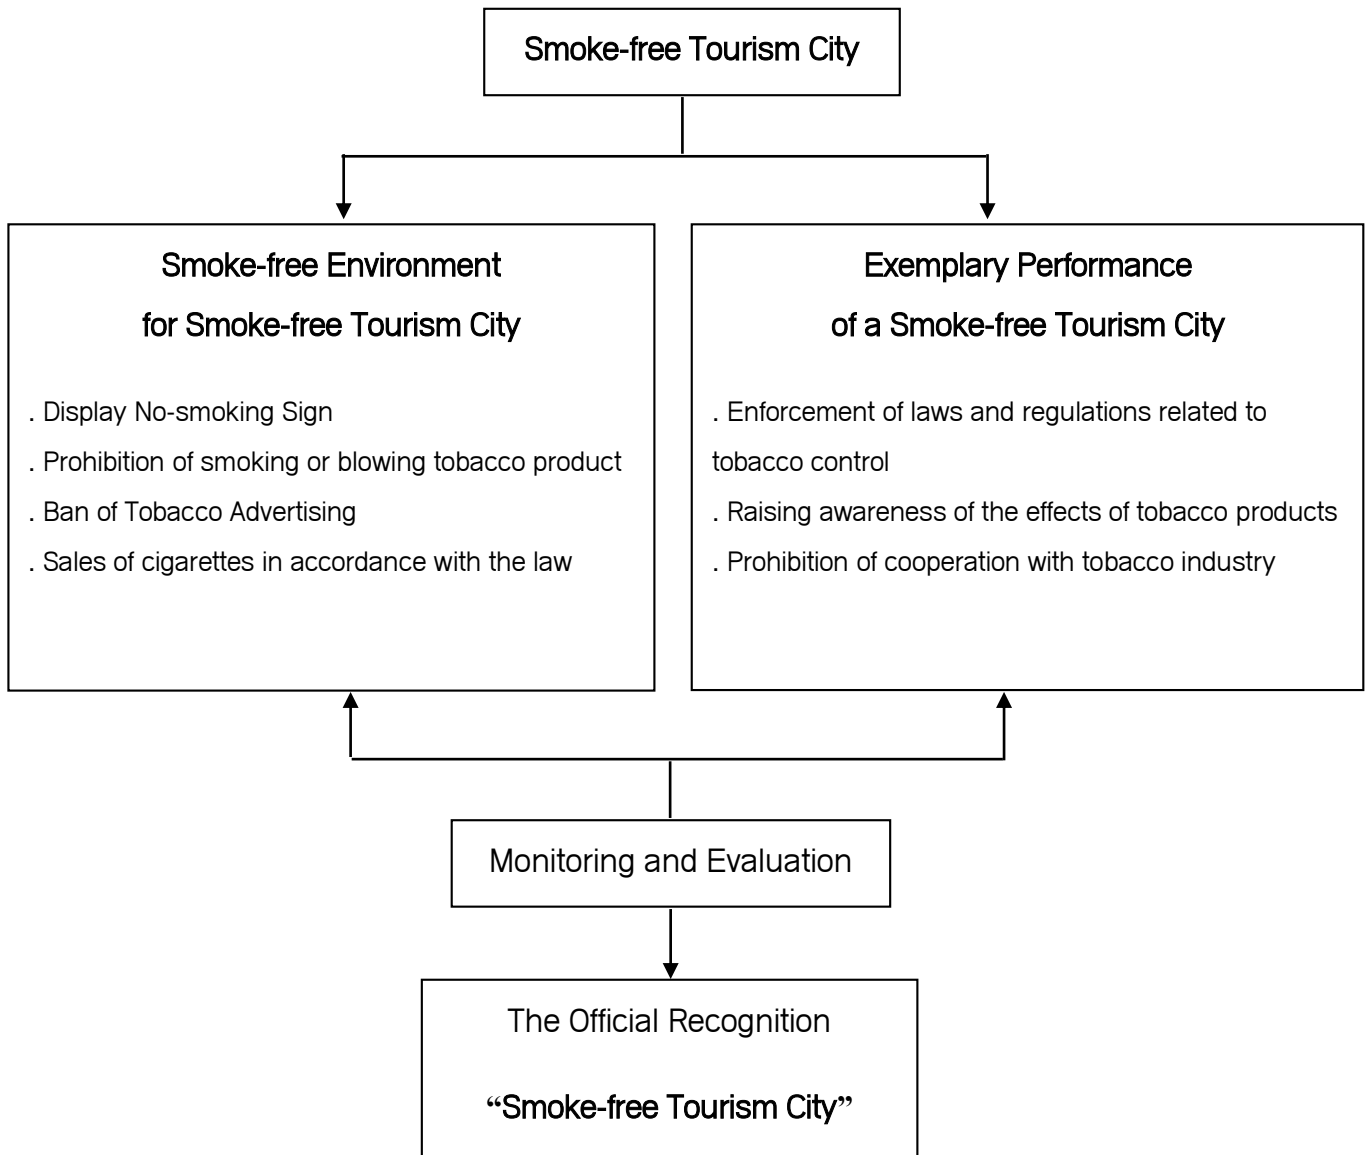 Smoke-free Tourism City
Smoke-free Environment
for Smoke-free Tourism City
. Display No-smoking Sign
. Prohibition of smoking or blowing tobacco product
. Ban of Tobacco Advertising
. Sales of cigarettes in accordance with the law
Exemplary Performance
of a Smoke-free Tourism City
. Enforcement of laws and regulations related to
tobacco control
. Raising awareness of the effects of tobacco products
. Prohibition of cooperation with tobacco industry
Monitoring and Evaluation
The Official Recognition
“Smoke-free Tourism City”